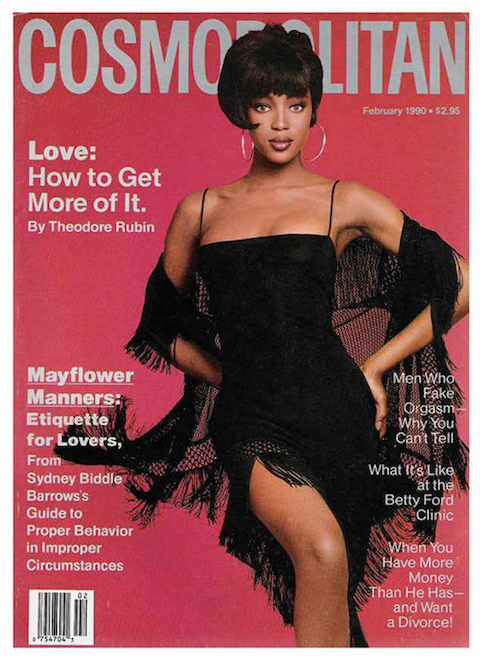 COSMOPOLITAN
February 1990 • $2.95
Love:
How to Get
More of It.
By Theodore Rubin
Mayflower
Manners:
Etiquette
for Lovers,
From
Sydney Biddle
Barrows's
Guide to
Proper Behavior
in Improper
Circumstances
Men Who
Fake
Orgasm—
Why You
Can't Tell
What It's Like
at the
Betty Ford
Clinic
When You
Have More
Money
Than He Has—
and Want
a Divorce!
02
0 754704 3